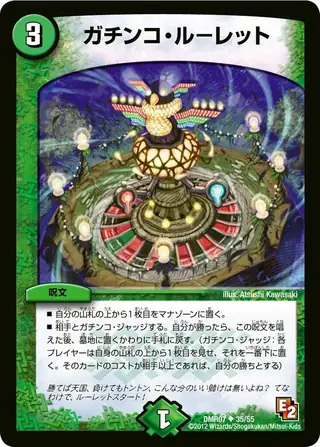 3
ガチンコ・ルーレット
illus. Atsushi Kawasaki
呪文
■ 自分の山札の上から1枚目をマナゾーンに置く。
■ 相手とガチンコ・ジャッジする。自分が勝ったら、この呪文を唱
えた後、墓地にくかわりに手札に戻す。(ガチンコ・ジャッジ:各
プレイヤーは自身の山札の上から1枚目を見せ、それを一番下に置
く。そのカードのコストが相手以上であれば、自分の勝ちとする)
勝てば天国、負けてもトントン、こんな分のいい賭けは無いよね? てな
わけで、ルーレットスタート!
1
DMR07 35/55
©2012 Wizards/Shogakukan/Mitsui-Kids
E2